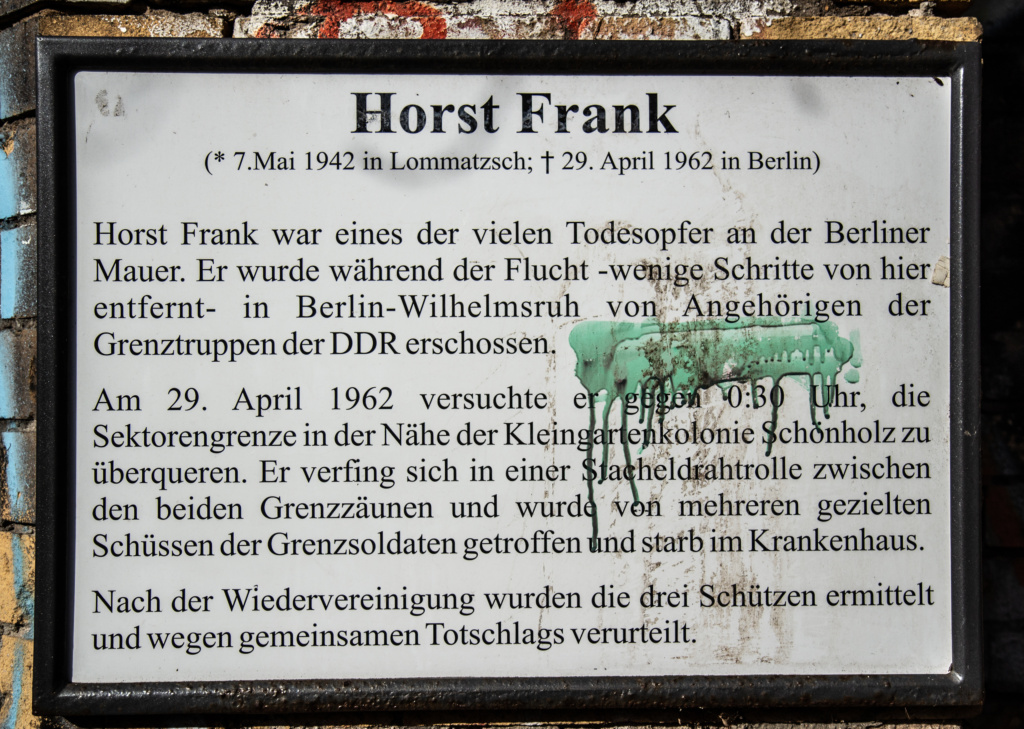 Horst Frank
(* 7.Mai 1942 in Lommatzsch; † 29. April 1962 in Berlin)
Horst Frank war eines der vielen Todesopfer an der Berliner
Mauer. Er wurde während der Flucht -wenige Schritte von hier
entfernt- in Berlin-Wilhelmsruh von Angehörigen der
Grenztruppen der DDR erschossen.
Am 29. April 1962 versuchte er gegen 0:30 Uhr, die
Sektorengrenze in der Nähe der Kleingartenkolonie Schönholz zu
überqueren. Er verfing sich in einer Stacheldrahtrolle zwischen
den beiden Grenzzäunen und wurde von mehreren gezielten
Schüssen der Grenzsoldaten getroffen und starb im Krankenhaus.
Nach der Wiedervereinigung wurden die drei Schützen ermittelt
und wegen gemeinsamen Totschlags verurteilt.